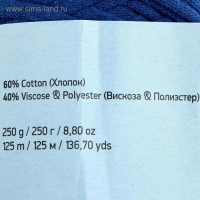 www.sima-land.ru
60% Cotton (Хлопок)
40% Viscose & Polyester (Вискоза & Полиэстер)
250 g / 250 г / 8,80 oz
125 m / 125 м / 136,70 yds